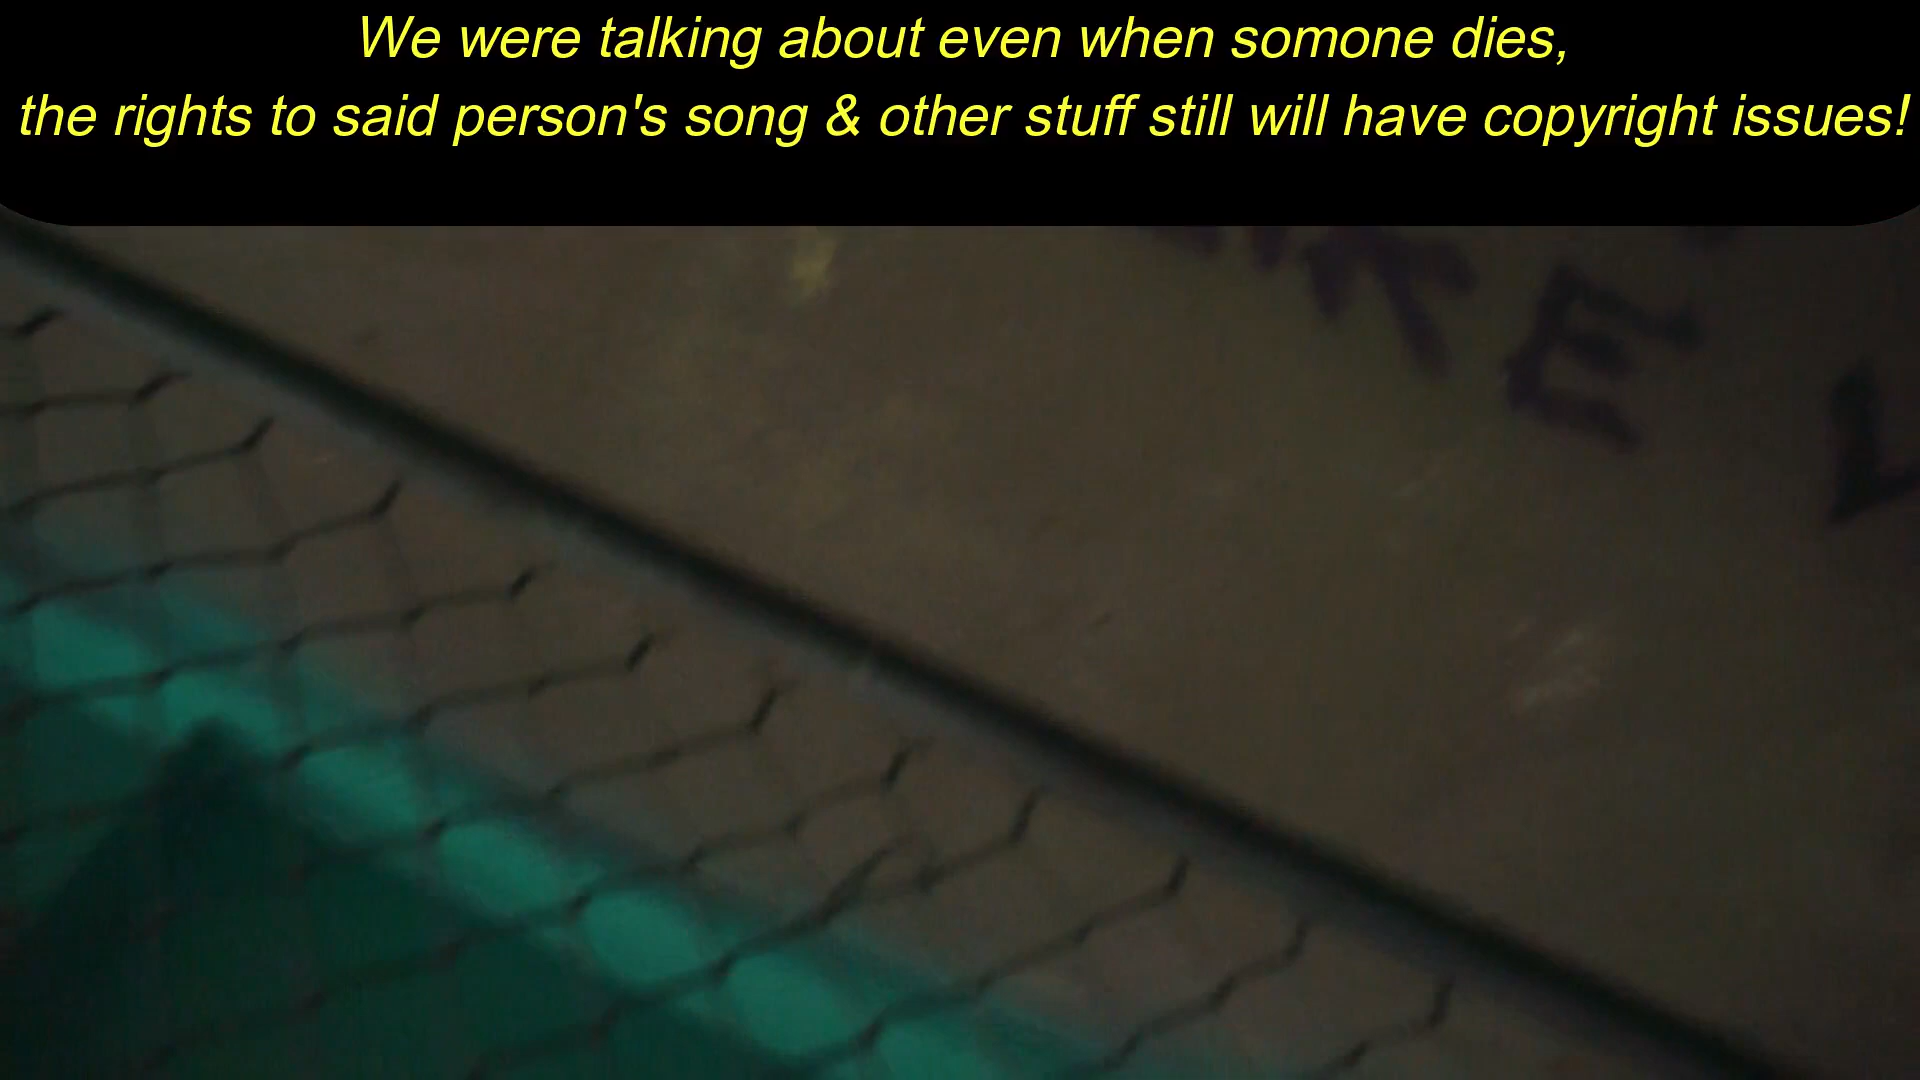 We were talking about even when somone dies,
the rights to said person's song & other stuff still will have copyright issues!
KE